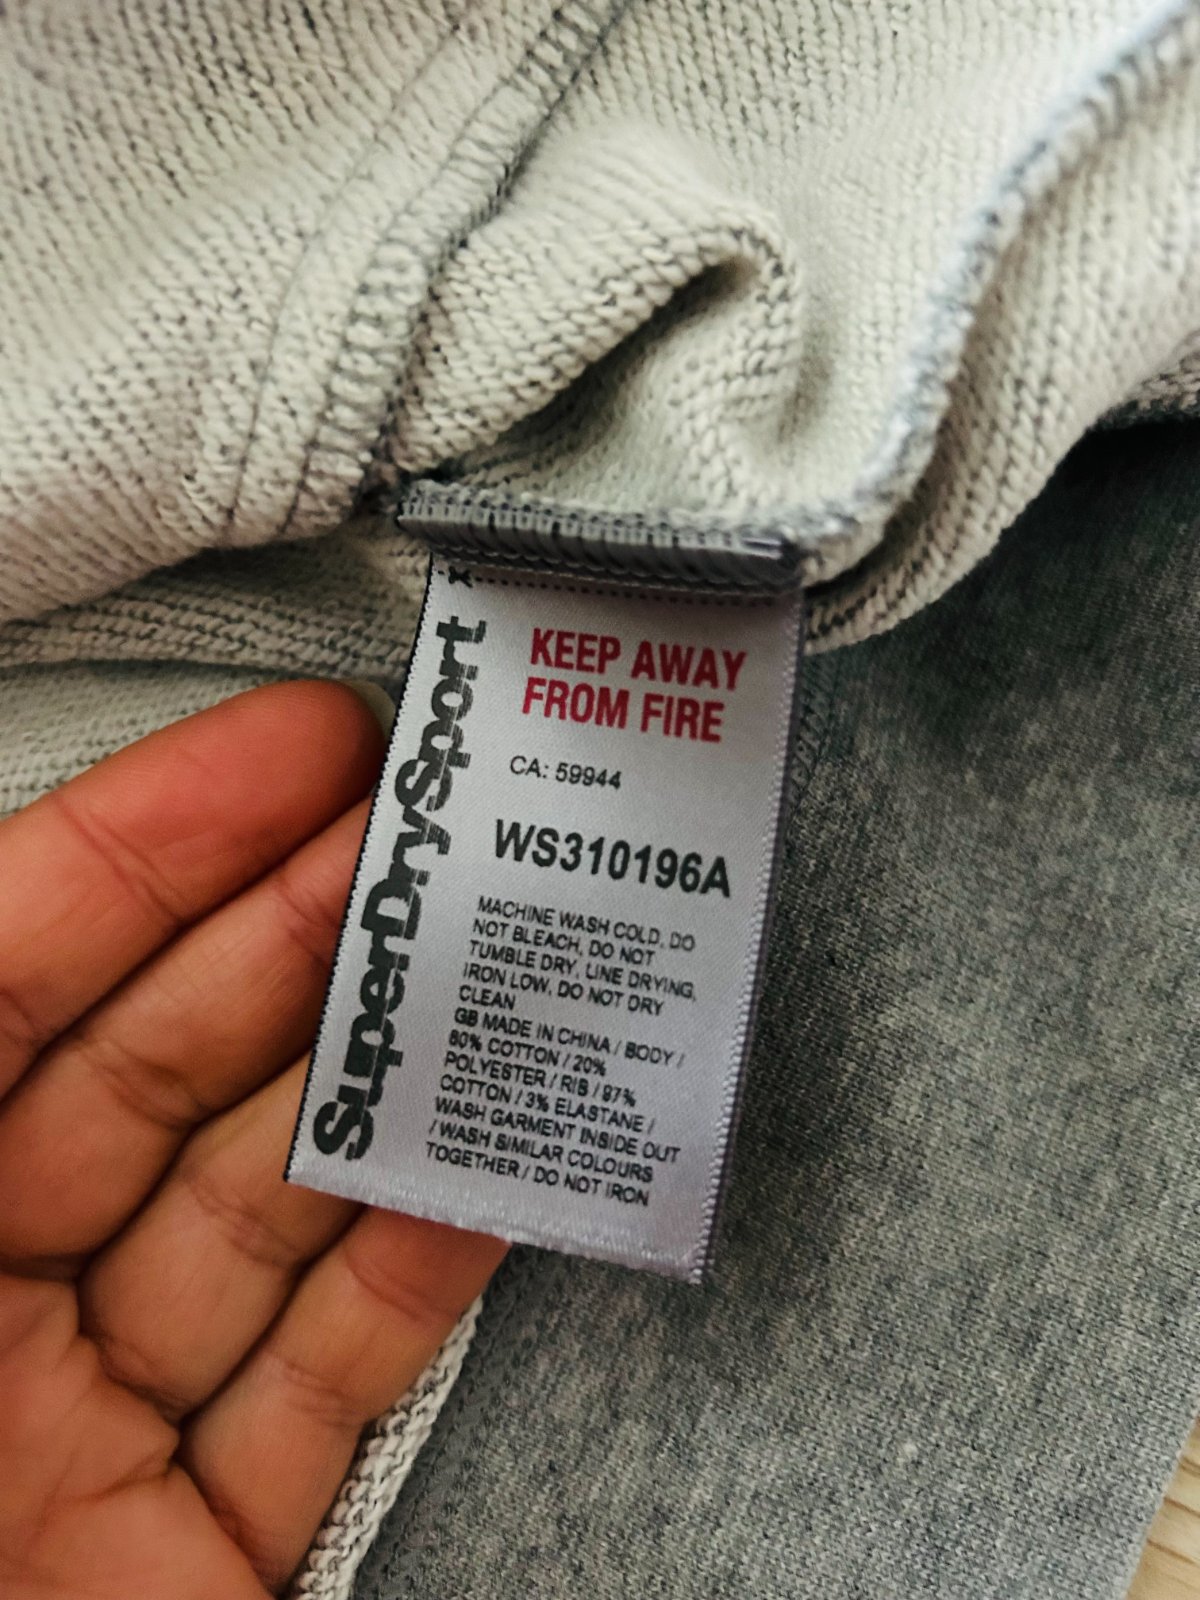 SuperDrySport
KEEP AWAY
FROM FIRE
CA: 59944
WS310196A
MACHINE WASH COLD, DO
NOT BLEACH, DO NOT
TUMBLE DRY, LINE DRYING,
IRON LOW, DO NOT DRY
CLEAN
GB MADE IN CHINA / BODY /
80% COTTON / 20%
POLYESTER / RIB / 97%
COTTON / 3% ELASTANE /
WASH GARMENT INSIDE OUT
/ WASH SIMILAR COLOURS
TOGETHER / DO NOT IRON